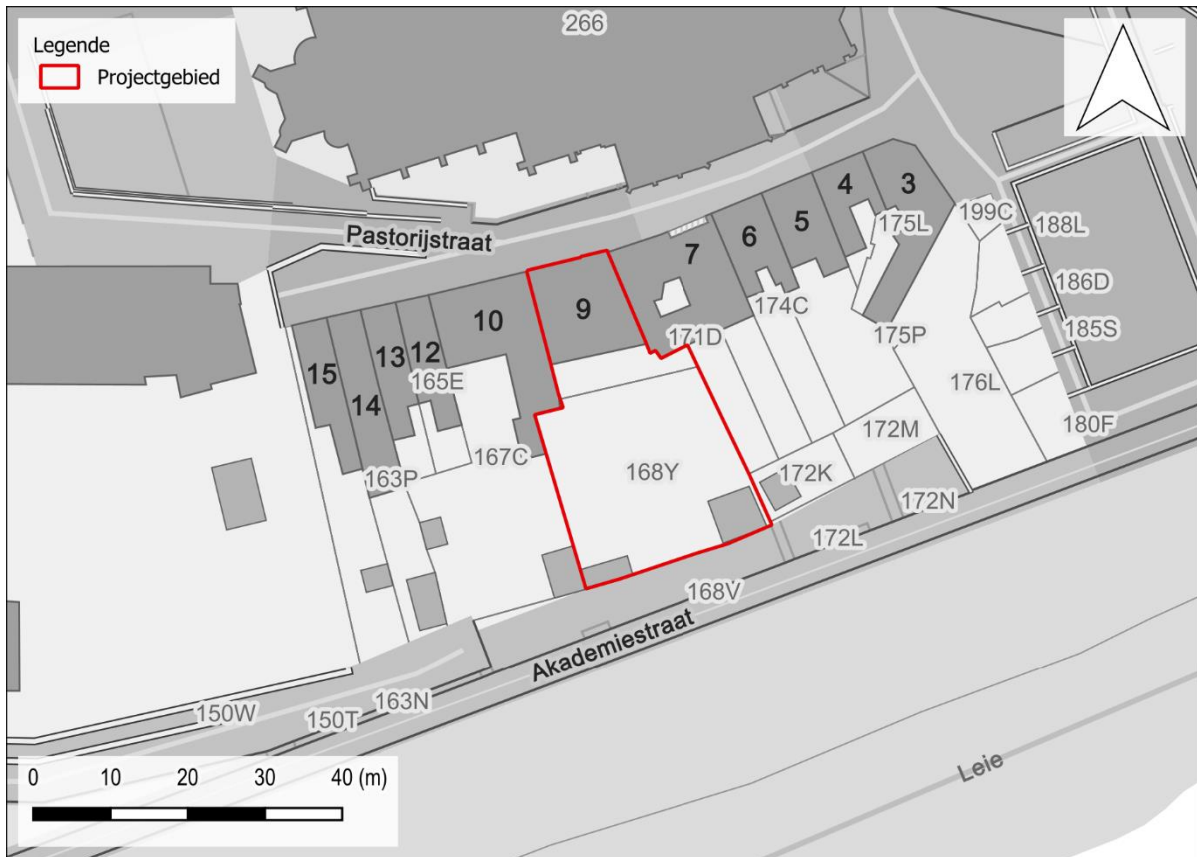 Legende
Projectgebied
266
3
4
175L
199C
5
188L
Pastorijstraat
6
7
186D
9
174C
10
185S
171D
175P
13
12
15
165E
176L
14
180F
172M
167C
168Y
172K
163P
172N
172L
168V
Akademiestraat
163N
150W
150T
Leie
0 10 20 30 40 (m)